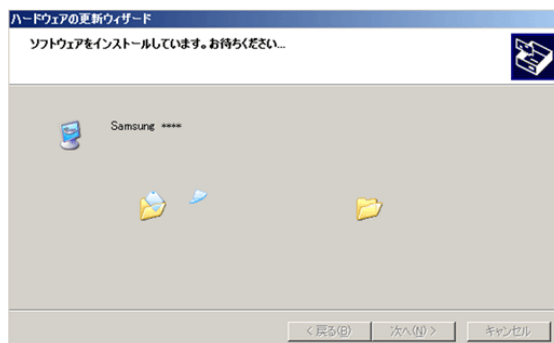 ハードウェアの更新ウィザード
ソフトウェアをインストールしています。お待ちください...
Samsung ****
< 戻る(B)
次へ(N) >
キャンセル